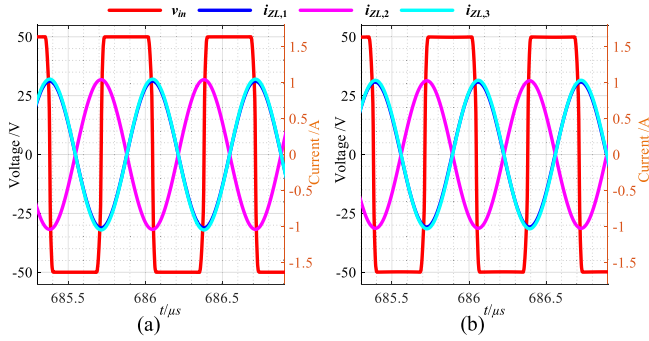 v_in i_ZL,1 i_ZL,2 i_ZL,3
50 25 0 -25 -50
Voltage /V
1.5 1 0.5 0 -0.5 -1 -1.5
Current /A
685.5 686 686.5
t/μs
(a)
50 25 0 -25 -50
Voltage /V
1.5 1 0.5 0 -0.5 -1 -1.5
Current /A
685.5 686 686.5
t/μs
(b)